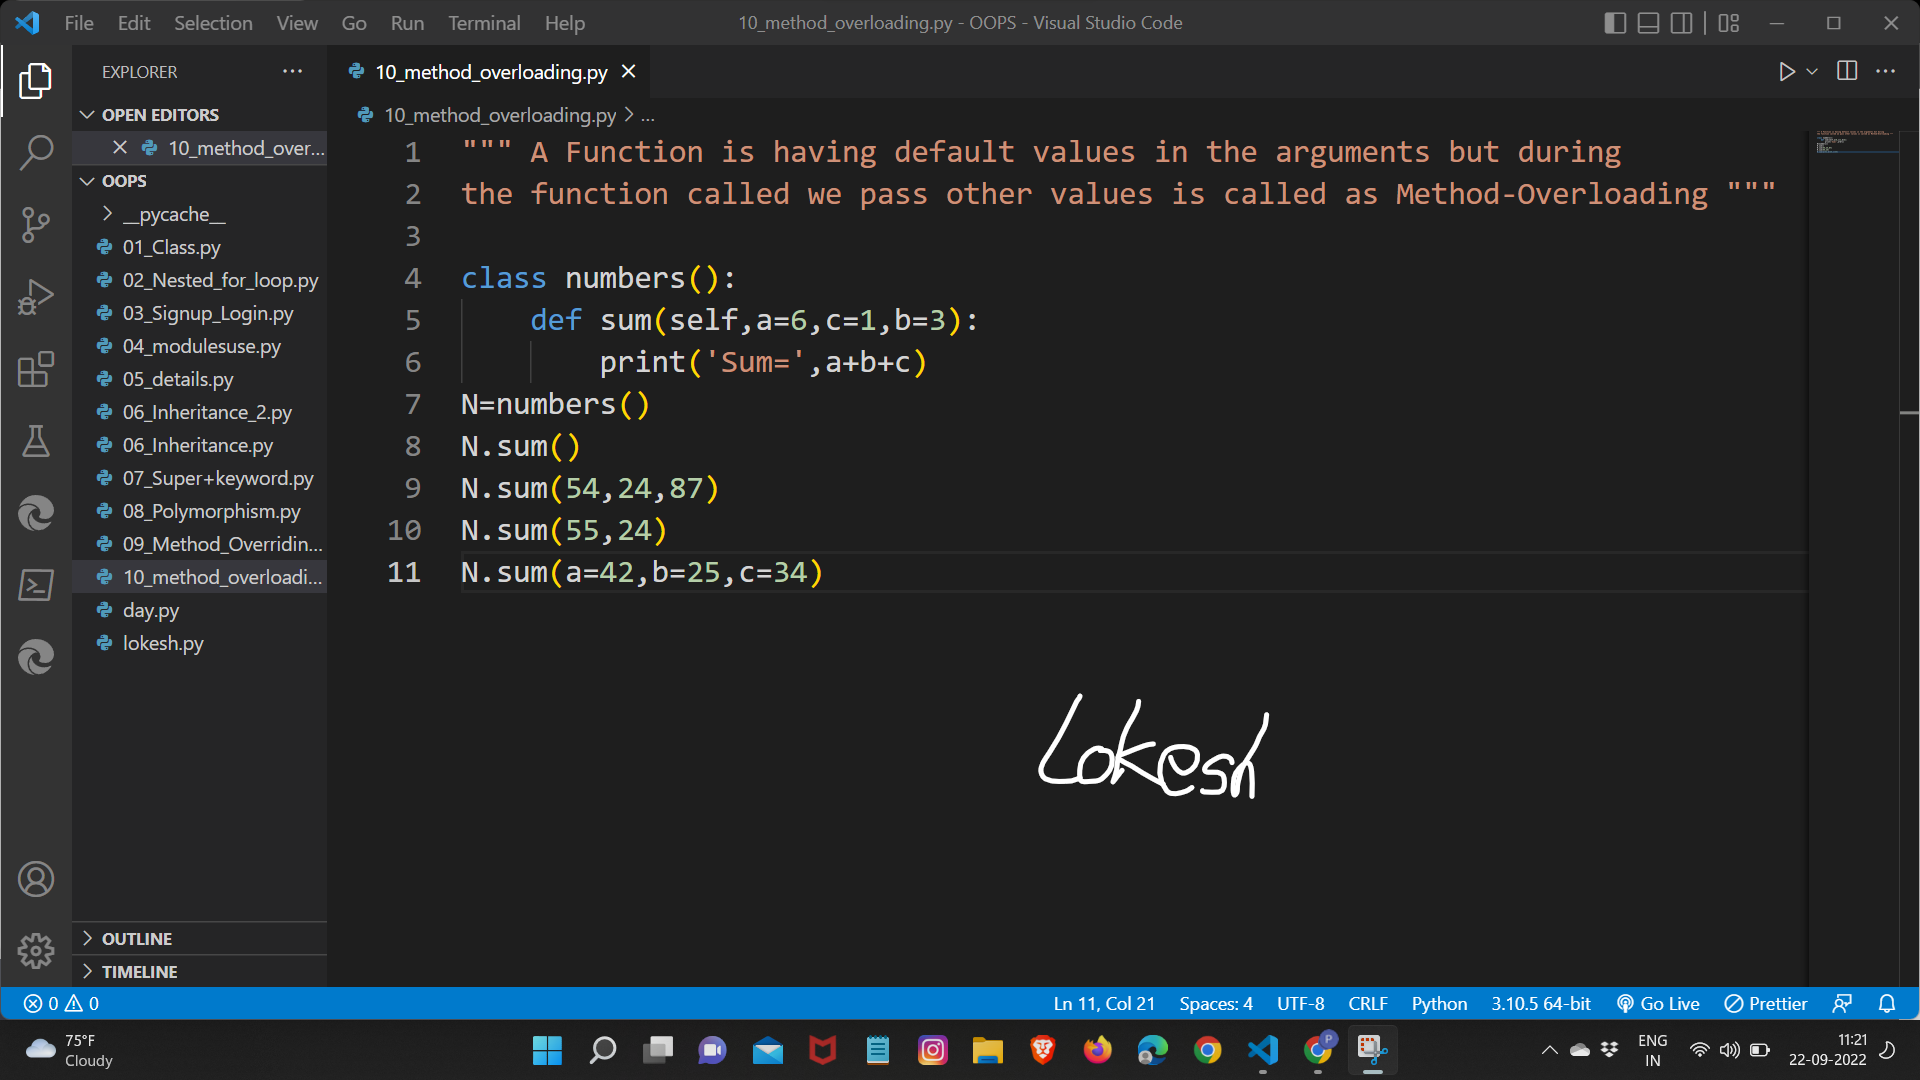 File Edit Selection View Go Run Terminal Help
10_method_overloading.py - OOPS - Visual Studio Code
EXPLORER
OPEN EDITORS
10_method_over...
OOPS
__pycache__
01_Class.py
02_Nested_for_loop.py
03_Signup_Login.py
04_modulesuse.py
05_details.py
06_Inheritance_2.py
06_Inheritance.py
07_Super+keyword.py
08_Polymorphism.py
09_Method_Overridin...
10_method_overloadi...
day.py
lokesh.py
OUTLINE
TIMELINE
10_method_overloading.py
10_method_overloading.py > ...
1 """ A Function is having default values in the arguments but during
2 the function called we pass other values is called as Method-Overloading """
3
4 class numbers():
5     def sum(self,a=6,c=1,b=3):
6         print('Sum=',a+b+c)
7 N=numbers()
8 N.sum()
9 N.sum(54,24,87)
10 N.sum(55,24)
11 N.sum(a=42,b=25,c=34)
Lokesh
0 0
Ln 11, Col 21 Spaces: 4 UTF-8 CRLF Python 3.10.5 64-bit Go Live Prettier
75°F
Cloudy
P
ENG
IN
11:21
22-09-2022